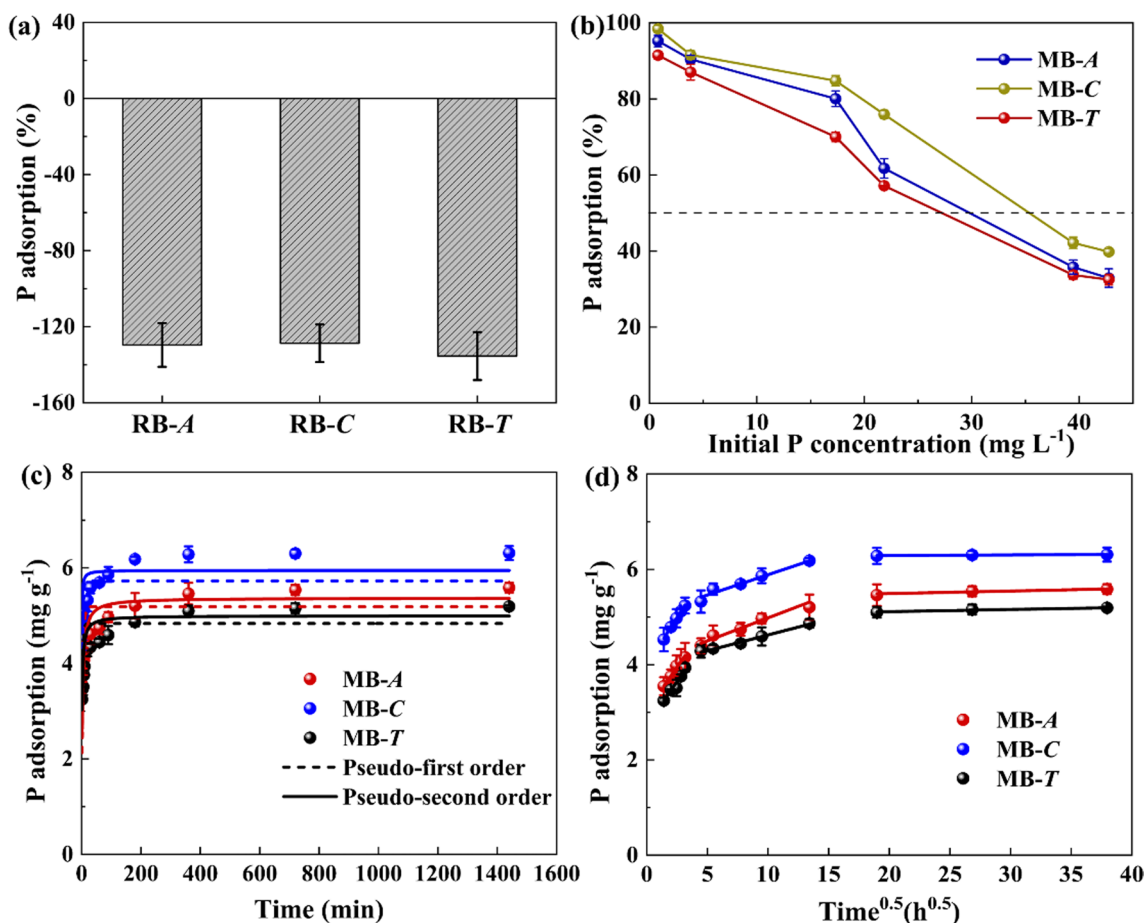 (a)
P adsorption (%)
40
0
-40
-80
-120
-160
RB-A
RB-C
RB-T
(b)
P adsorption (%)
100
80
60
40
20
0
0
10
20
30
40
Initial P concentration (mg L⁻¹)
MB-A
MB-C
MB-T
(c)
P adsorption (mg g⁻¹)
8
6
4
2
0
0
200
400
600
800
1000
1200
1400
1600
Time (min)
MB-A
MB-C
MB-T
Pseudo-first order
Pseudo-second order
(d)
P adsorption (mg g⁻¹)
8
6
4
2
0
0
5
10
15
20
25
30
35
40
Time⁰·⁵(h⁰·⁵)
MB-A
MB-C
MB-T